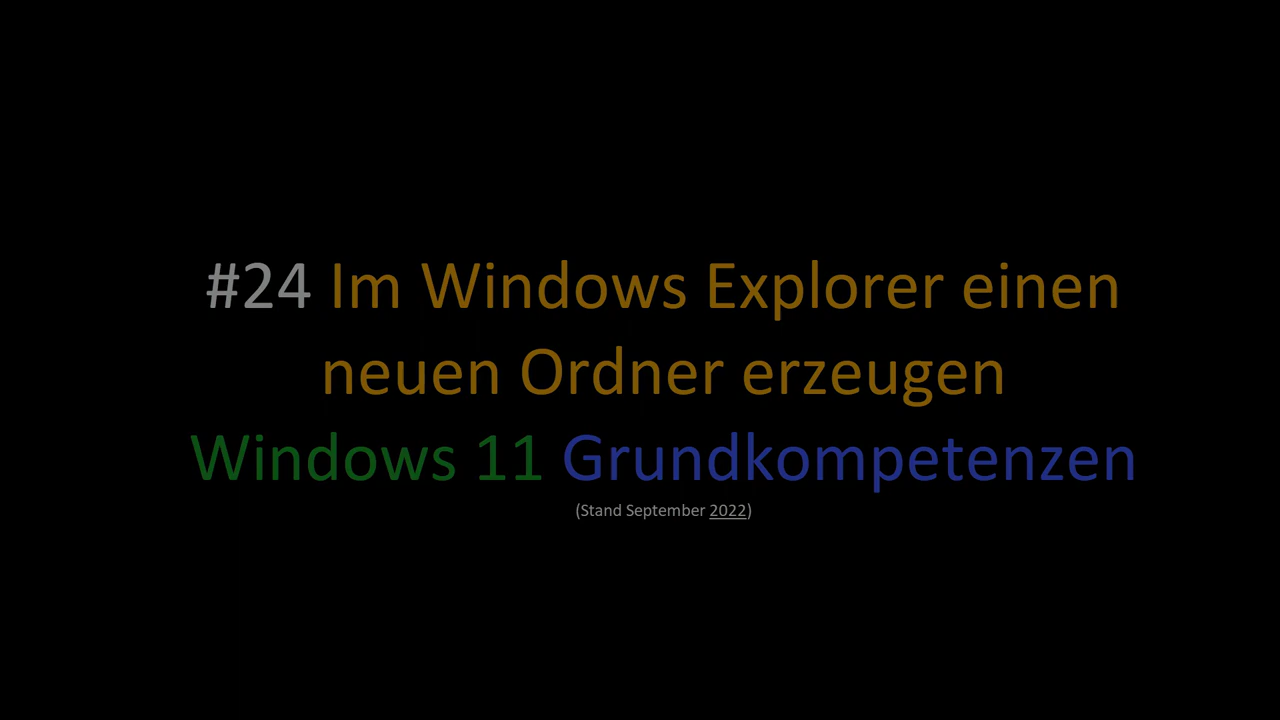 #24 Im Windows Explorer einen
neuen Ordner erzeugen
Windows 11 Grundkompetenzen
(Stand September 2022)